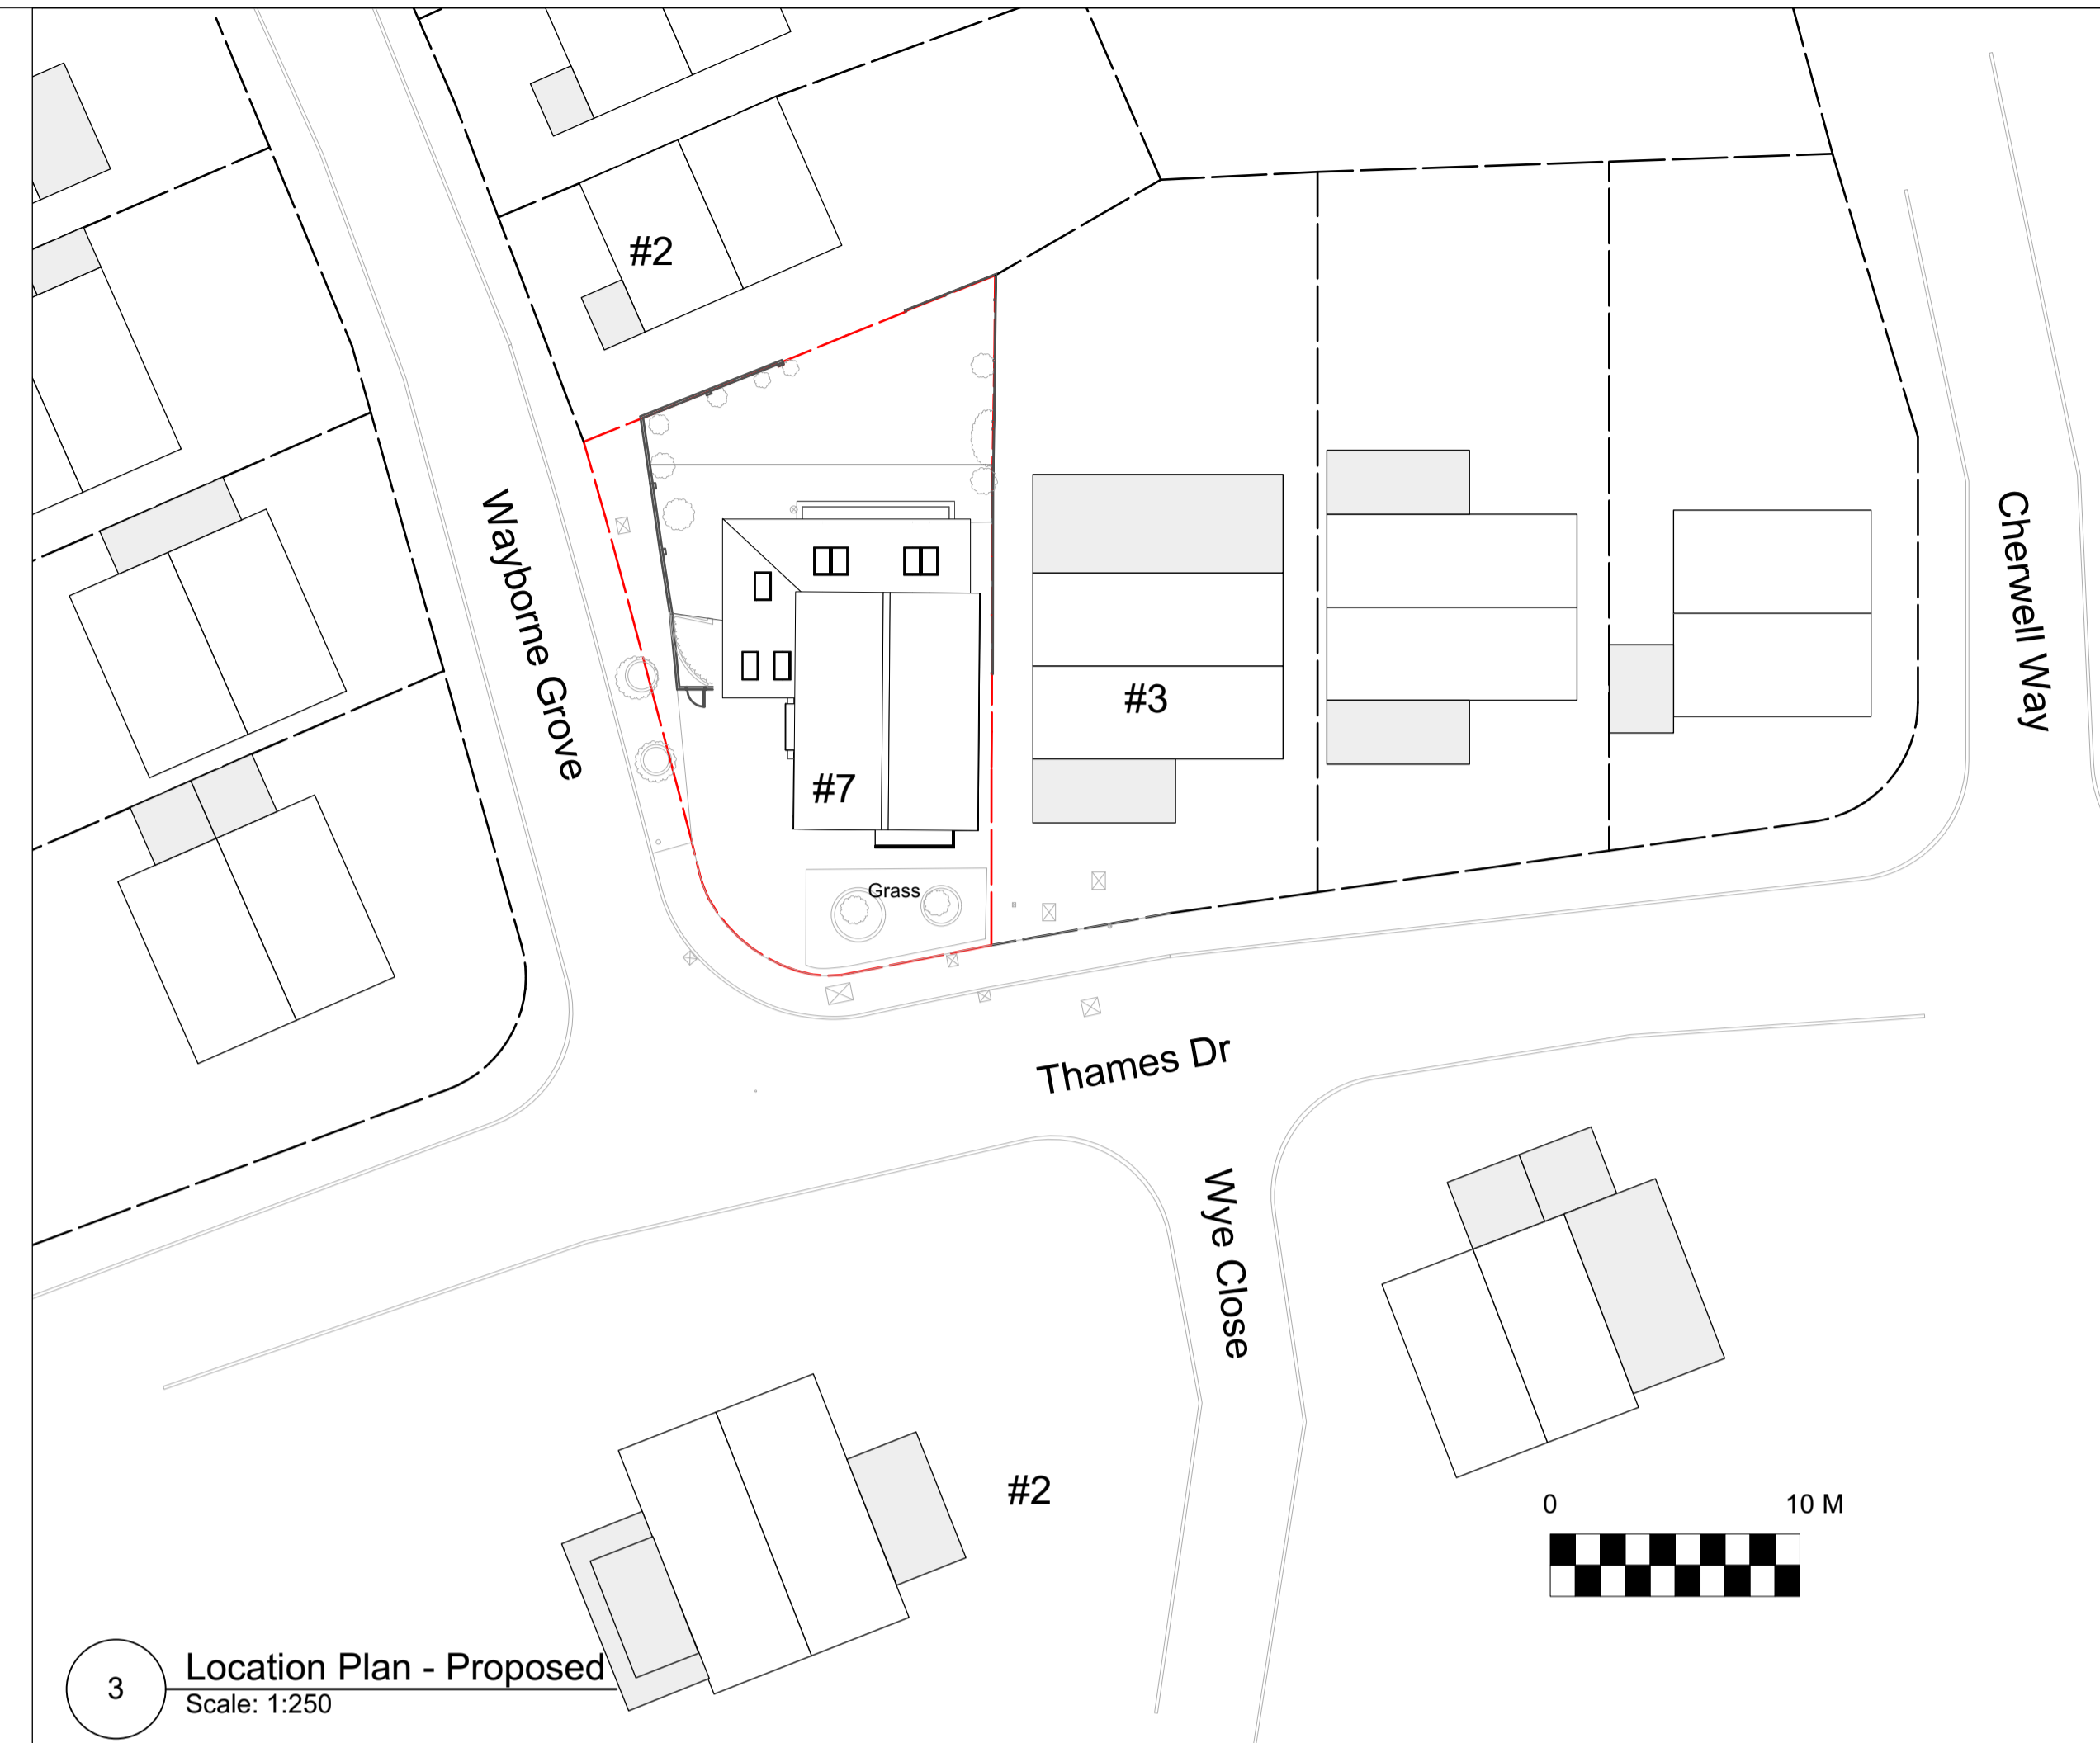 #2
Wayborne Grove
Cherwell Way
#3
#7
Grass
Thames Dr
Wye Close
#2
0 10 M
3
Location Plan - Proposed
Scale: 1:250